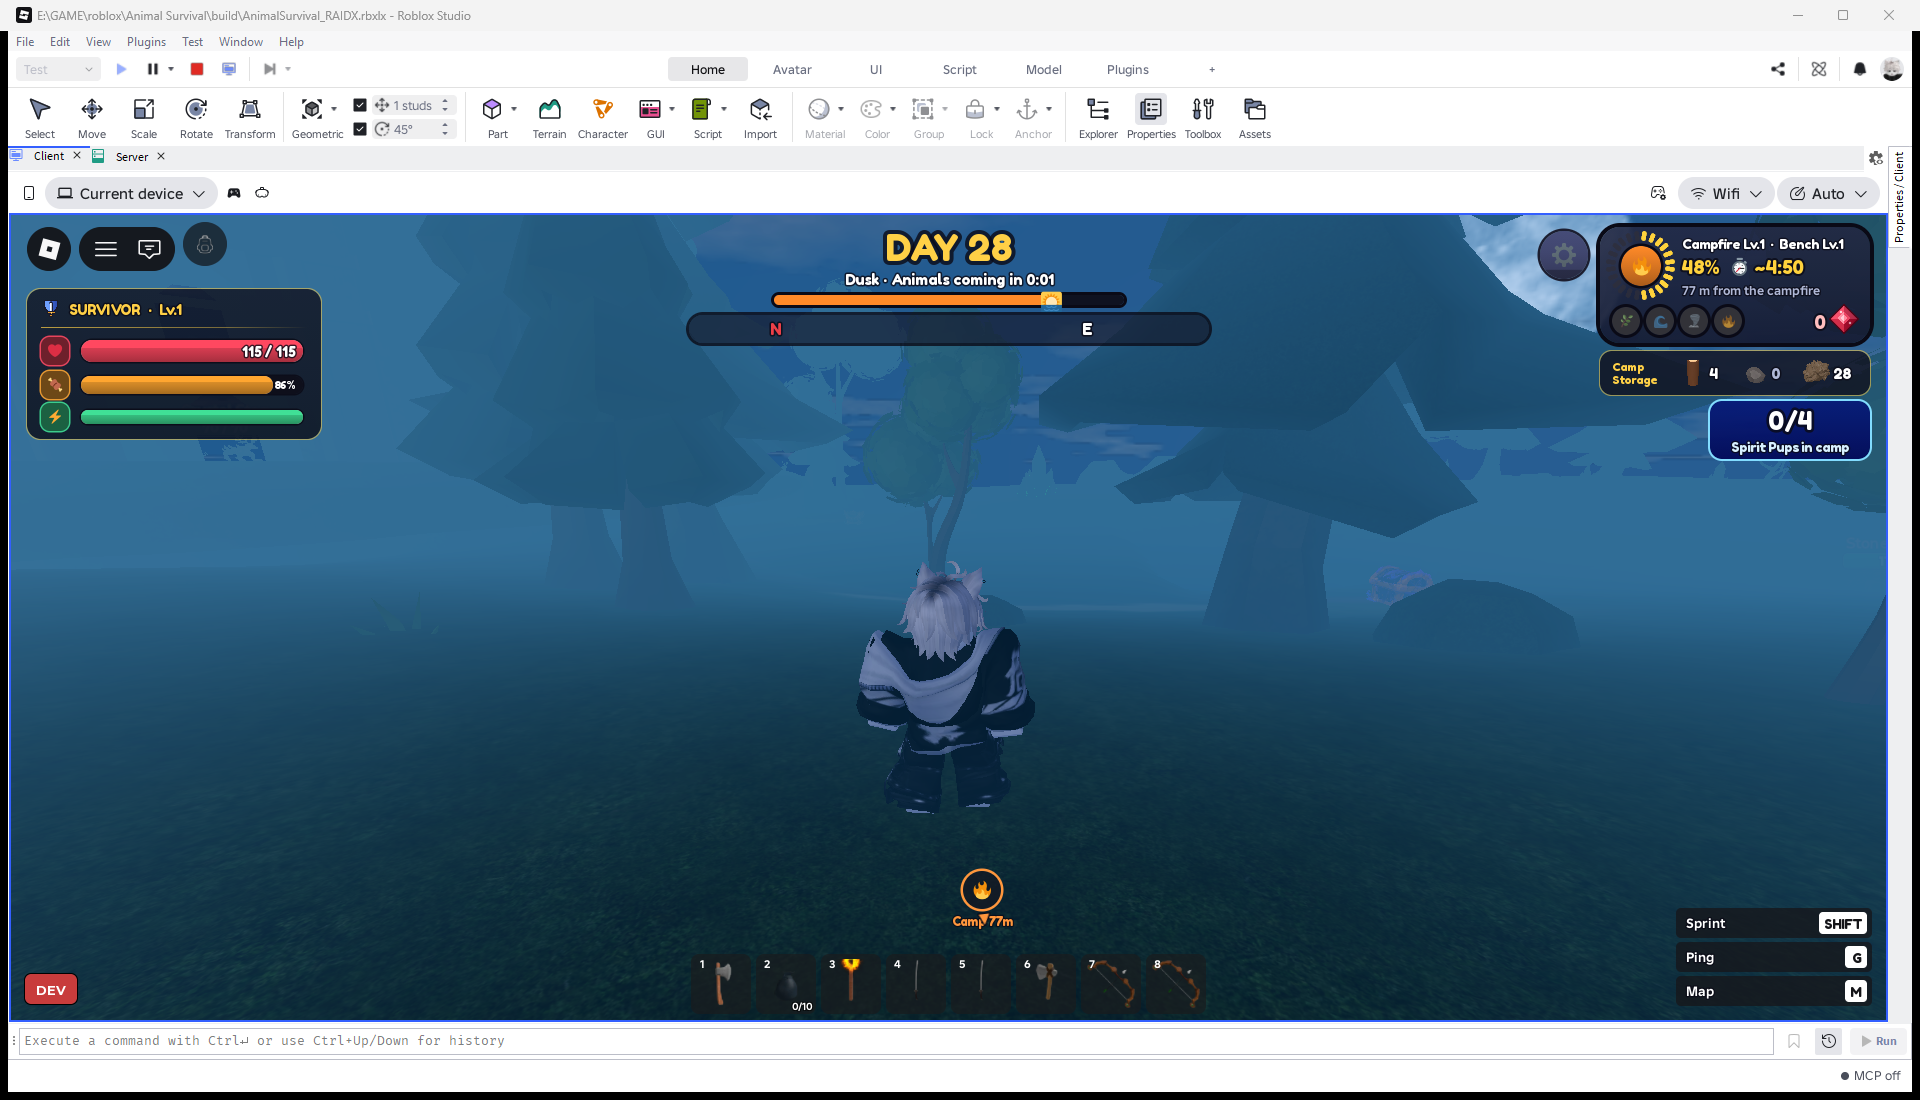 E:\GAME\roblox\Animal Survival\build\AnimalSurvival_RAIDX.rbxlx - Roblox Studio
File Edit View Plugins Test Window Help
Test Home Avatar UI Script Model Plugins +
1 studs
45°
Select Move Scale Rotate Transform Geometric Part Terrain Character GUI Script Import Material Color Group Lock Anchor Explorer Properties Toolbox Assets
Client Server
Current device Wifi Auto
Properties / Client
DAY 28
Dusk · Animals coming in 0:01
N E
SURVIVOR · Lv.1
115 / 115
86%
Campfire Lv.1 · Bench Lv.1
48% ~4:50
77 m from the campfire
0
Camp Storage 4 0 28
0/4
Spirit Pups in camp
Camp 77m
1 2 3 4 5 6 7 8
0/10
Sprint SHIFT
Ping G
Map M
DEV
Execute a command with Ctrl↵ or use Ctrl+Up/Down for history
Run
MCP off